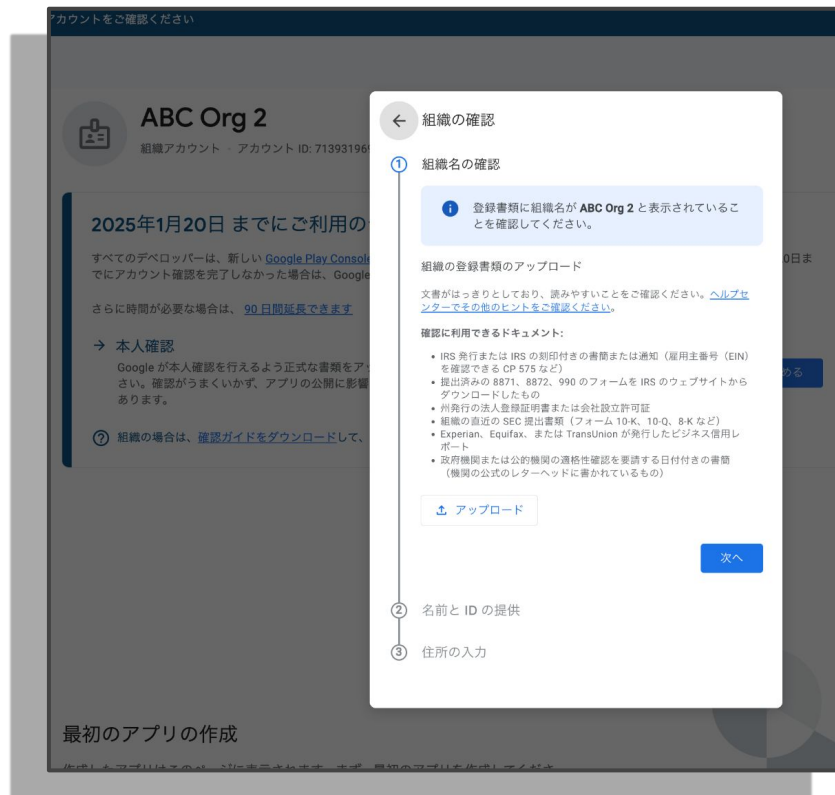 アカウントをご確認ください
ABC Org 2
組織アカウント · アカウント ID: 71393196
2025年1月20日 までにご利用の
すべてのデベロッパーは、新しい Google Play Console
でにアカウント確認を完了しなかった場合は、Google
0日ま
さらに時間が必要な場合は、 90 日間延長できます
→ 本人確認
Google が本人確認を行えるよう正式な書類をア
さい。確認がうまくいかず、アプリの公開に影響
あります。
める
組織の場合は、確認ガイドをダウンロードして、
最初のアプリの作成
組織の確認
1 組織名の確認
登録書類に組織名が ABC Org 2 と表示されているこ
とを確認してください。
組織の登録書類のアップロード
文書がはっきりとしており、読みやすいことをご確認ください。ヘルプセ
ンターでその他のヒントをご確認ください。
確認に利用できるドキュメント:
• IRS 発行または IRS の刻印付きの書簡または通知（雇用主番号（EIN）
を確認できる CP 575 など）
• 提出済みの 8871、8872、990 のフォームを IRS のウェブサイトから
ダウンロードしたもの
• 州発行の法人登録証明書または会社設立許可証
• 組織の直近の SEC 提出書類（フォーム 10-K、10-Q、8-K など）
• Experian、Equifax、または TransUnion が発行したビジネス信用レ
ポート
• 政府機関または公的機関の適格性確認を要請する日付付きの書簡
（機関の公式のレターヘッドに書かれているもの）
アップロード
次へ
2 名前と ID の提供
3 住所の入力